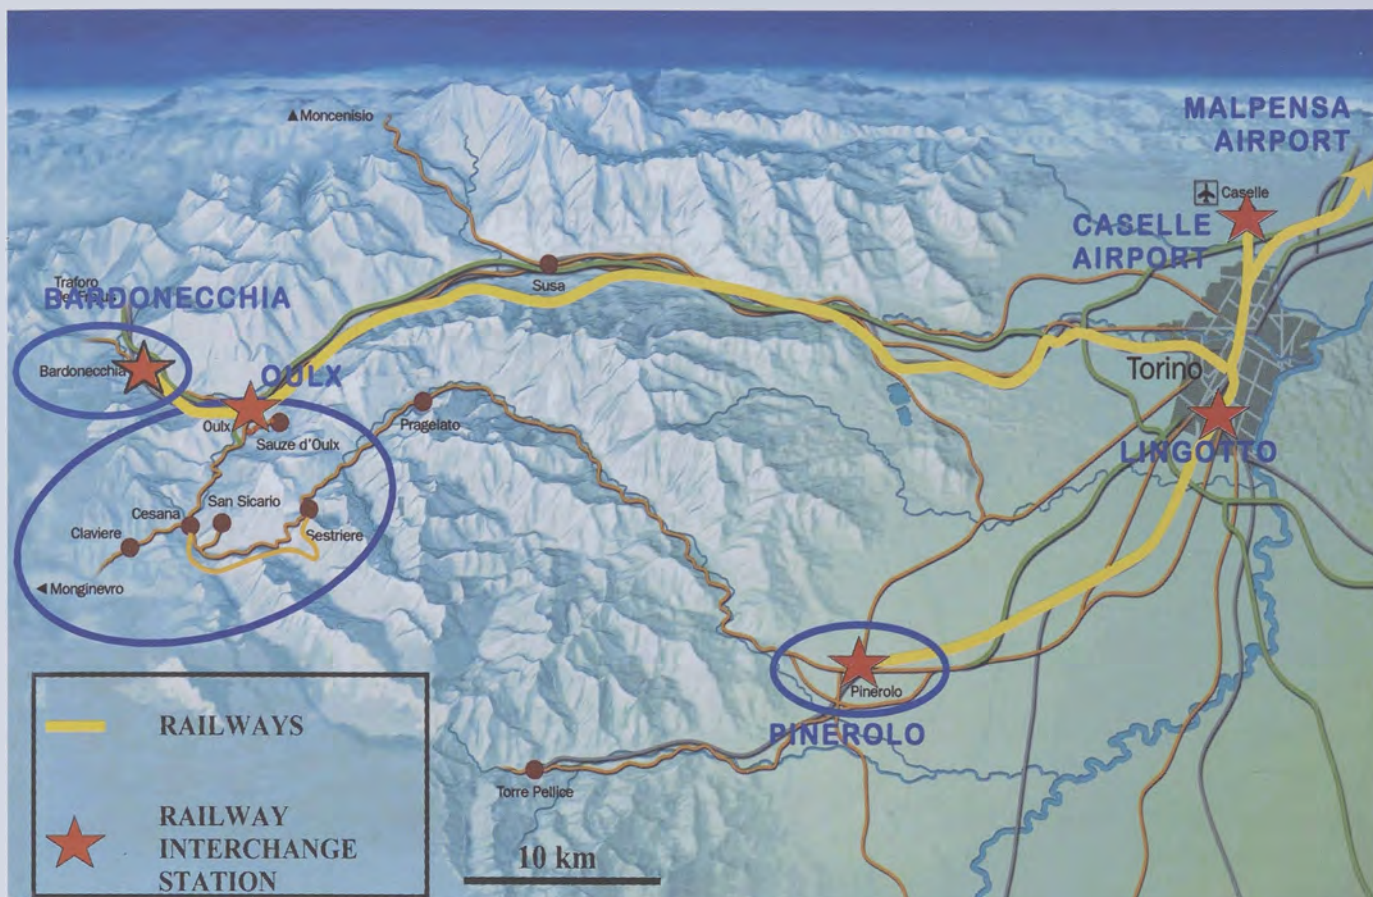 ▲Moncenisio
MALPENSA
AIRPORT
Caselle
CASELLE
AIRPORT
Traforo
BARDONECCHIA
Susa
Bardonecchia
OULX
Torino
Oulx
Pragelato
Sauze d'Oulx
LINGOTTO
San Sicario
Cesana
Claviere
Sestriere
◄Monginevro
Pinerolo
PINEROLO
Torre Pellice
RAILWAYS
RAILWAY
INTERCHANGE
STATION
10 km